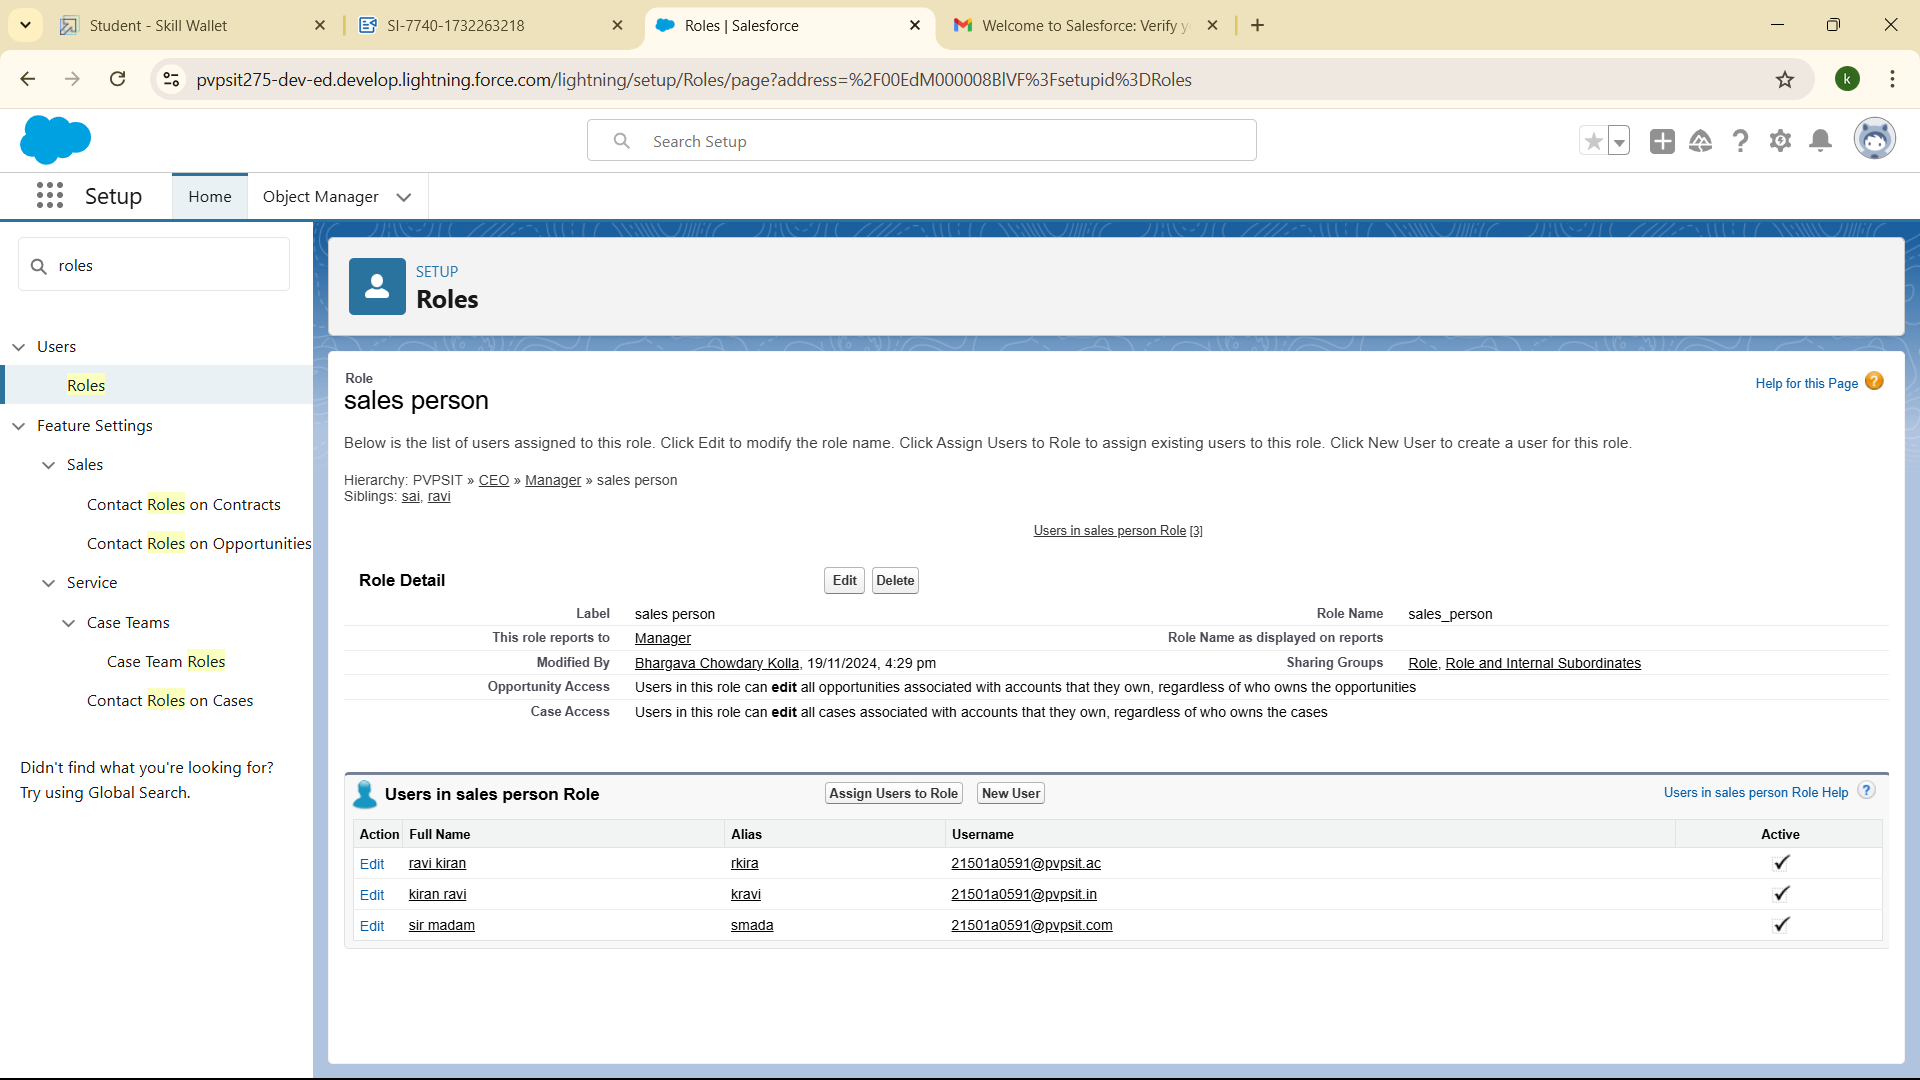 Student - Skill Wallet
SI-7740-1732263218
Roles | Salesforce
Welcome to Salesforce: Verify y
pvpsit275-dev-ed.develop.lightning.force.com/lightning/setup/Roles/page?address=%2F00EdM000008BlVF%3Fsetupid%3DRoles
k
Search Setup
Setup
Home
Object Manager
roles
Users
Roles
Feature Settings
Sales
Contact Roles on Contracts
Contact Roles on Opportunities
Service
Case Teams
Case Team Roles
Contact Roles on Cases
Didn't find what you're looking for?
Try using Global Search.
SETUP
Roles
Role
sales person
Help for this Page ?
Below is the list of users assigned to this role. Click Edit to modify the role name. Click Assign Users to Role to assign existing users to this role. Click New User to create a user for this role.
Hierarchy: PVPSIT » CEO » Manager » sales person
Siblings: sai, ravi
Users in sales person Role [3]
Role Detail Edit Delete
Label sales person Role Name sales_person
This role reports to Manager Role Name as displayed on reports
Modified By Bhargava Chowdary Kolla, 19/11/2024, 4:29 pm Sharing Groups Role, Role and Internal Subordinates
Opportunity Access Users in this role can edit all opportunities associated with accounts that they own, regardless of who owns the opportunities
Case Access Users in this role can edit all cases associated with accounts that they own, regardless of who owns the cases
Users in sales person Role Assign Users to Role New User Users in sales person Role Help ?
Action Full Name Alias Username Active
Edit ravi kiran rkira 21501a0591@pvpsit.ac
Edit kiran ravi kravi 21501a0591@pvpsit.in
Edit sir madam smada 21501a0591@pvpsit.com